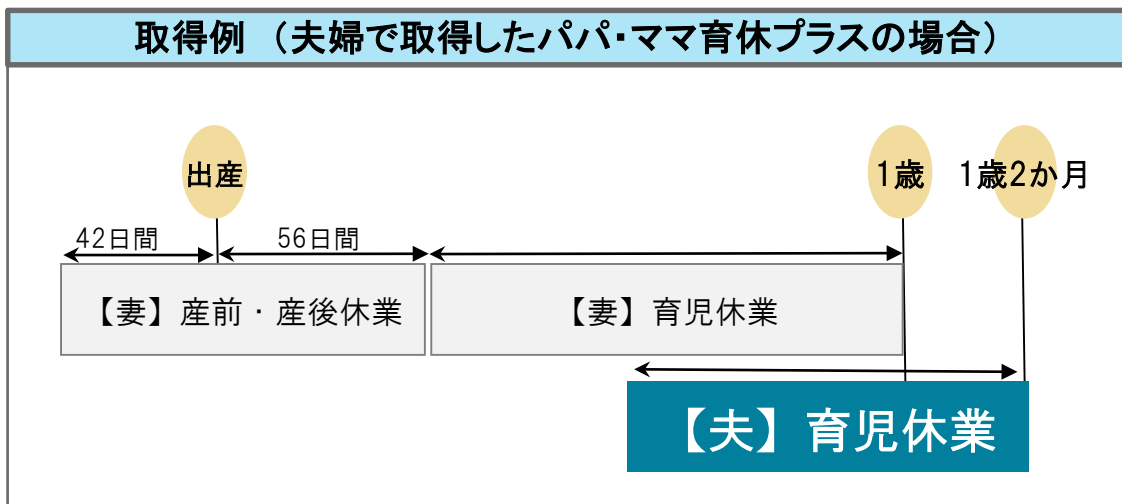 取得例 （夫婦で取得したパパ・ママ育休プラスの場合）
出産
1歳
1歳2か月
42日間
56日間
【妻】産前・産後休業
【妻】育児休業
【夫】育児休業